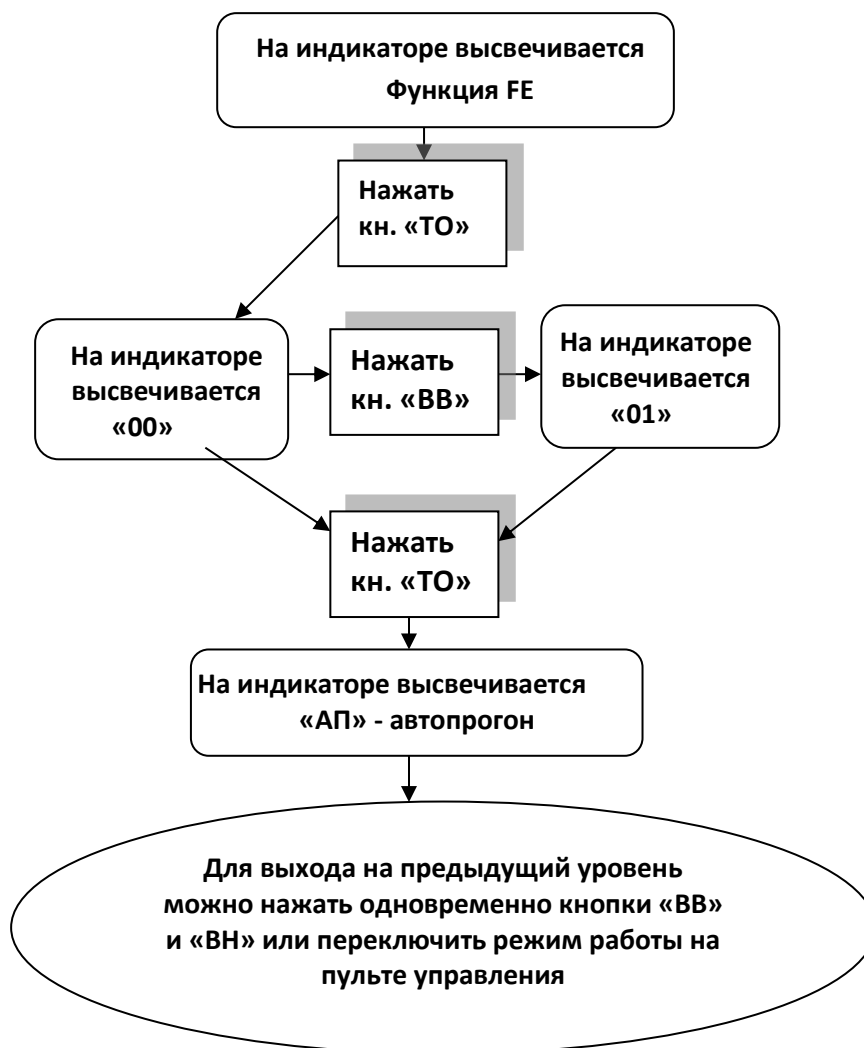 На индикаторе высвечивается
Функция FE
Нажать
кн. «ТО»
На индикаторе
высвечивается
«00»
Нажать
кн. «ВВ»
На индикаторе
высвечивается
«01»
Нажать
кн. «ТО»
На индикаторе высвечивается
«АП» - автопрогон
Для выхода на предыдущий уровень
можно нажать одновременно кнопки «ВВ»
и «ВН» или переключить режим работы на
пульте управления